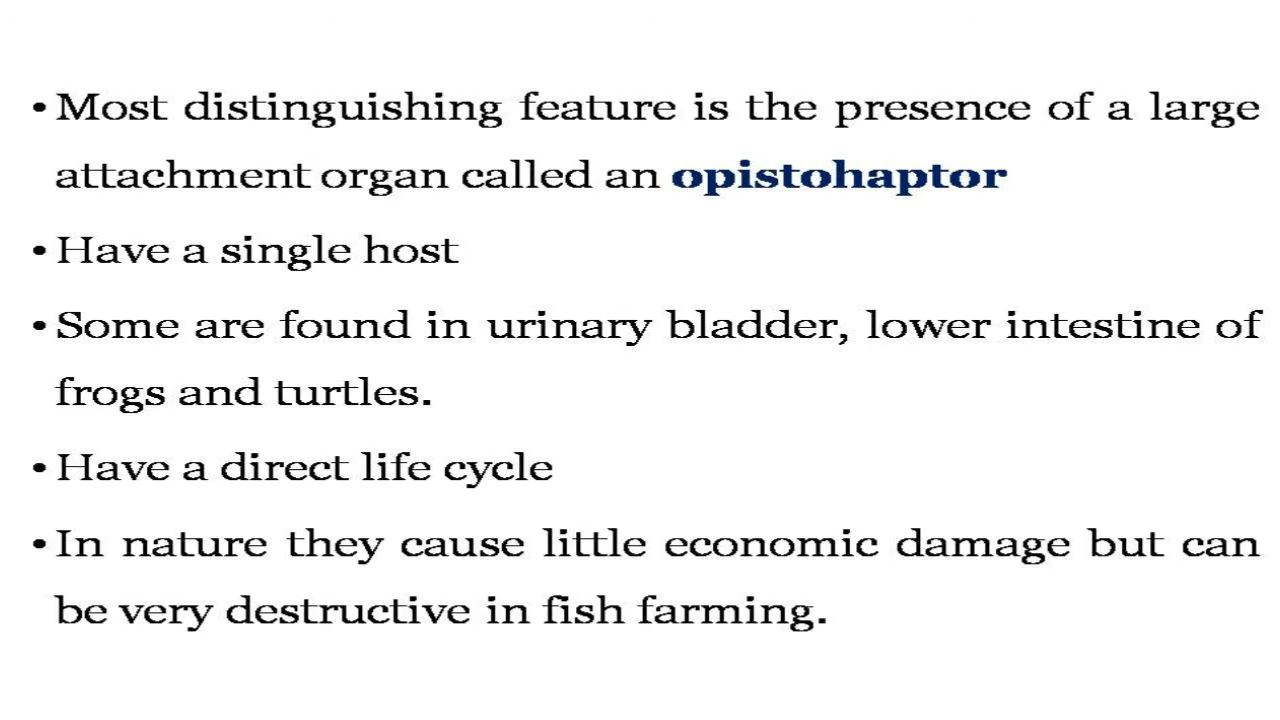 • Most distinguishing feature is the presence of a large
attachment organ called an opistohaptor
• Have a single host
• Some are found in urinary bladder, lower intestine of
frogs and turtles.
• Have a direct life cycle
• In nature they cause little economic damage but can
be very destructive in fish farming.